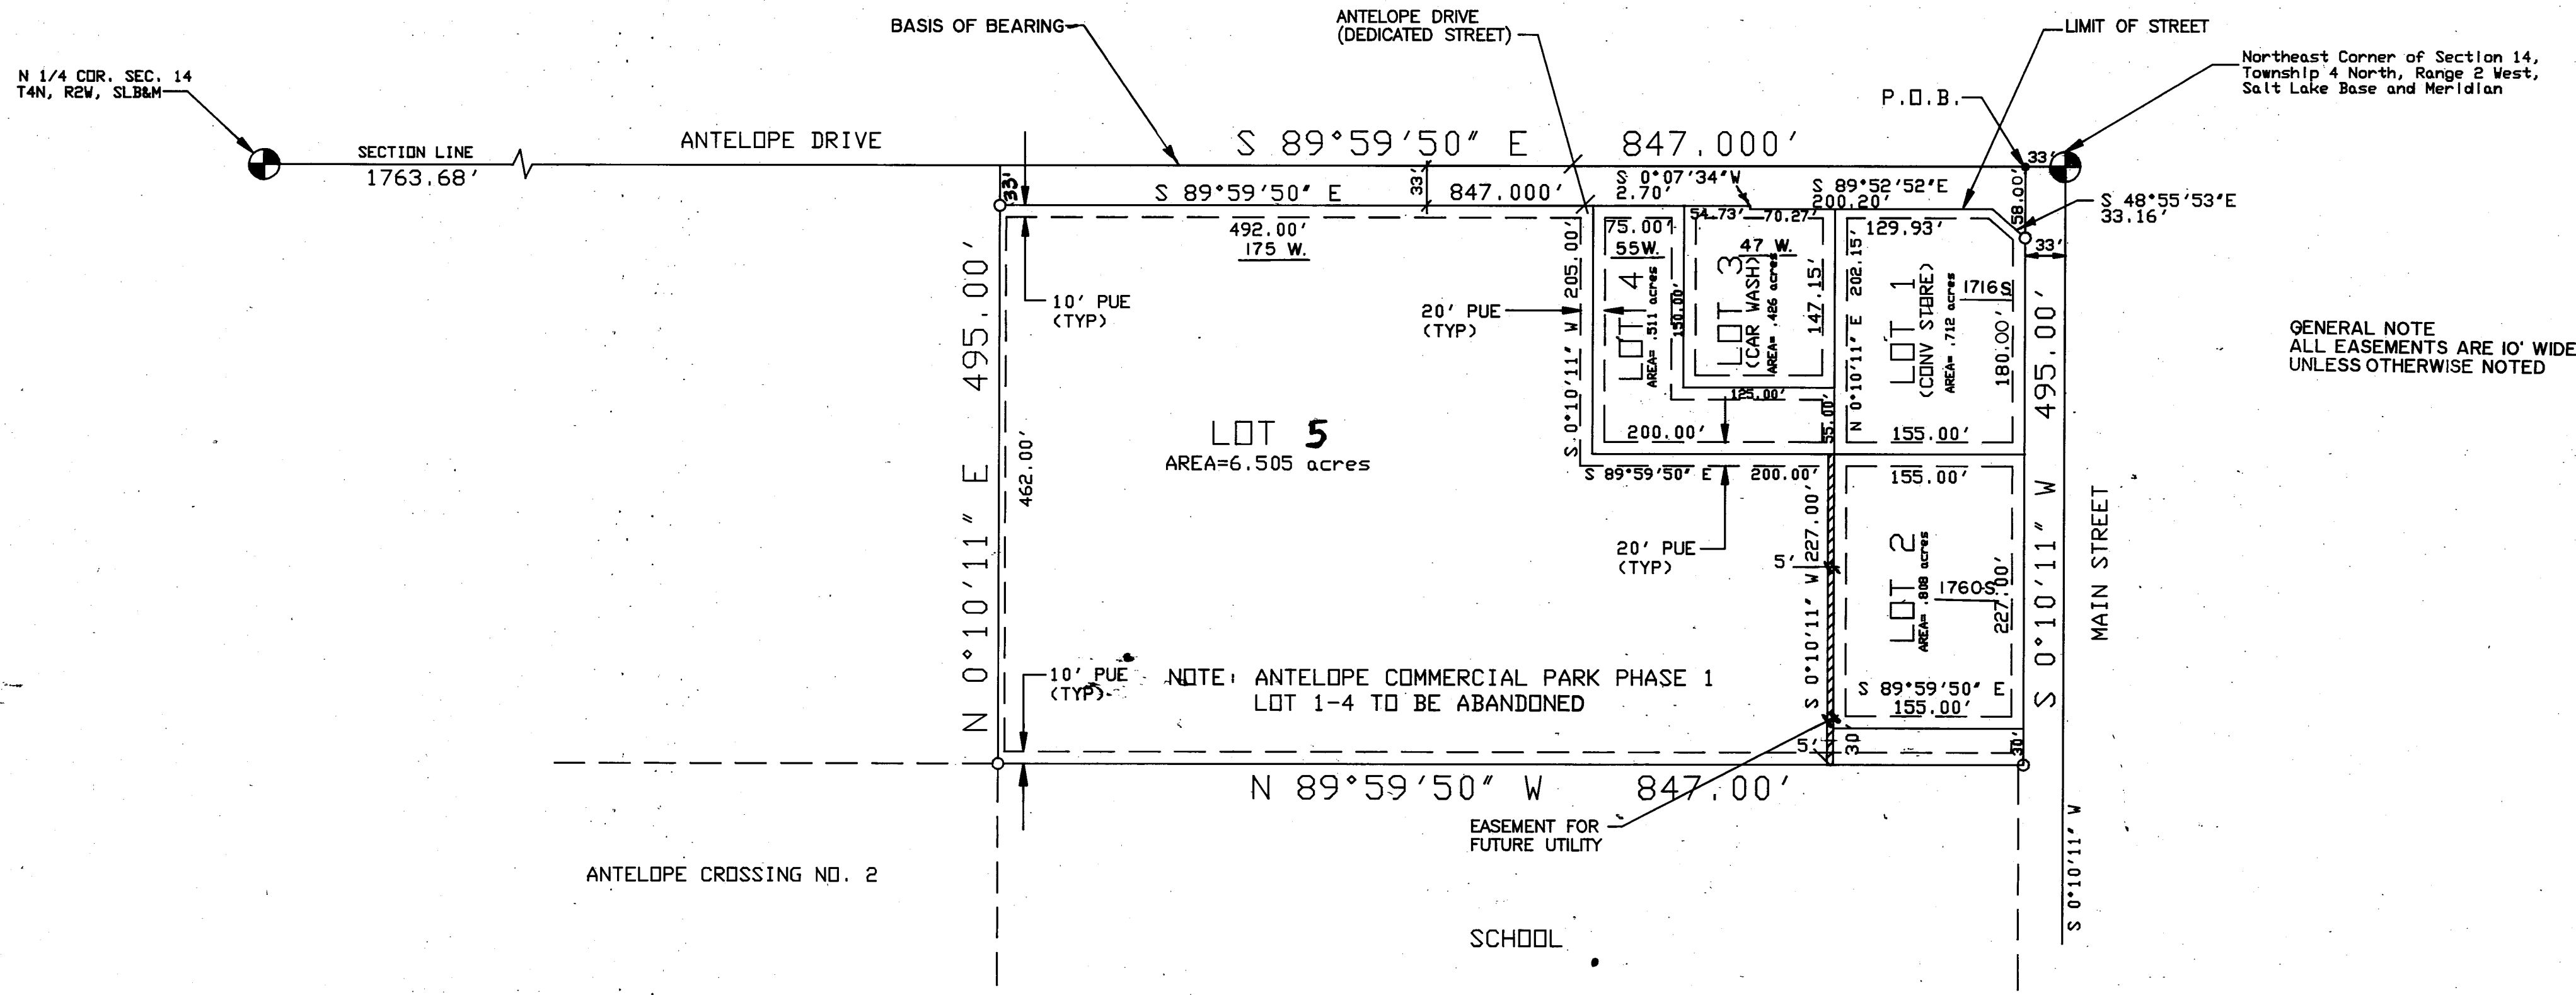 BASIS OF BEARING
ANTELOPE DRIVE
(DEDICATED STREET)
LIMIT OF STREET
N 1/4 COR. SEC. 14
T4N, R2W, SLB&M
Northeast Corner of Section 14,
Township 4 North, Range 2 West,
Salt Lake Base and Meridian
P.O.B.
SECTION LINE
1763.68'
ANTELOPE DRIVE
S 89°59'50" E 847.000'
33'
33'
S 89°59'50" E 847.000'
33'
S 0°07'34"W
2.70'
S 89°52'52"E
200.20'
58.00'
S 48°55'53"E
33.16'
33'
492.00'
175 W.
75.00'
55W.
54.73'
70.27'
47 W.
129.93'
10' PUE
(TYP)
20' PUE
(TYP)
S 0°10'11" W 205.00'
LOT 4
AREA= .511 acres
150.00'
LOT 3
(CAR WASH)
AREA= .426 acres
147.15'
N 0°10'11" E 202.15'
LOT 1
(CONV STORE)
AREA= .712 acres
1716S
180.00'
GENERAL NOTE
ALL EASEMENTS ARE 10' WIDE
UNLESS OTHERWISE NOTED
N 0°10'11" E 495.00'
462.00'
LOT 5
AREA=6.505 acres
125.00'
200.00'
55.00'
155.00'
S 89°59'50" E 200.00'
155.00'
20' PUE
(TYP)
5'
S 0°10'11" W 227.00'
LOT 2
AREA= .808 acres
1760S.
227.00'
S 0°10'11" W 495.00'
MAIN STREET
10' PUE
(TYP)
NOTE: ANTELOPE COMMERCIAL PARK PHASE 1
LOT 1-4 TO BE ABANDONED
S 89°59'50" E
155.00'
5'
30'
30'
N 89°59'50" W 847.00'
EASEMENT FOR
FUTURE UTILITY
S 0°10'11" W
ANTELOPE CROSSING NO. 2
SCHOOL